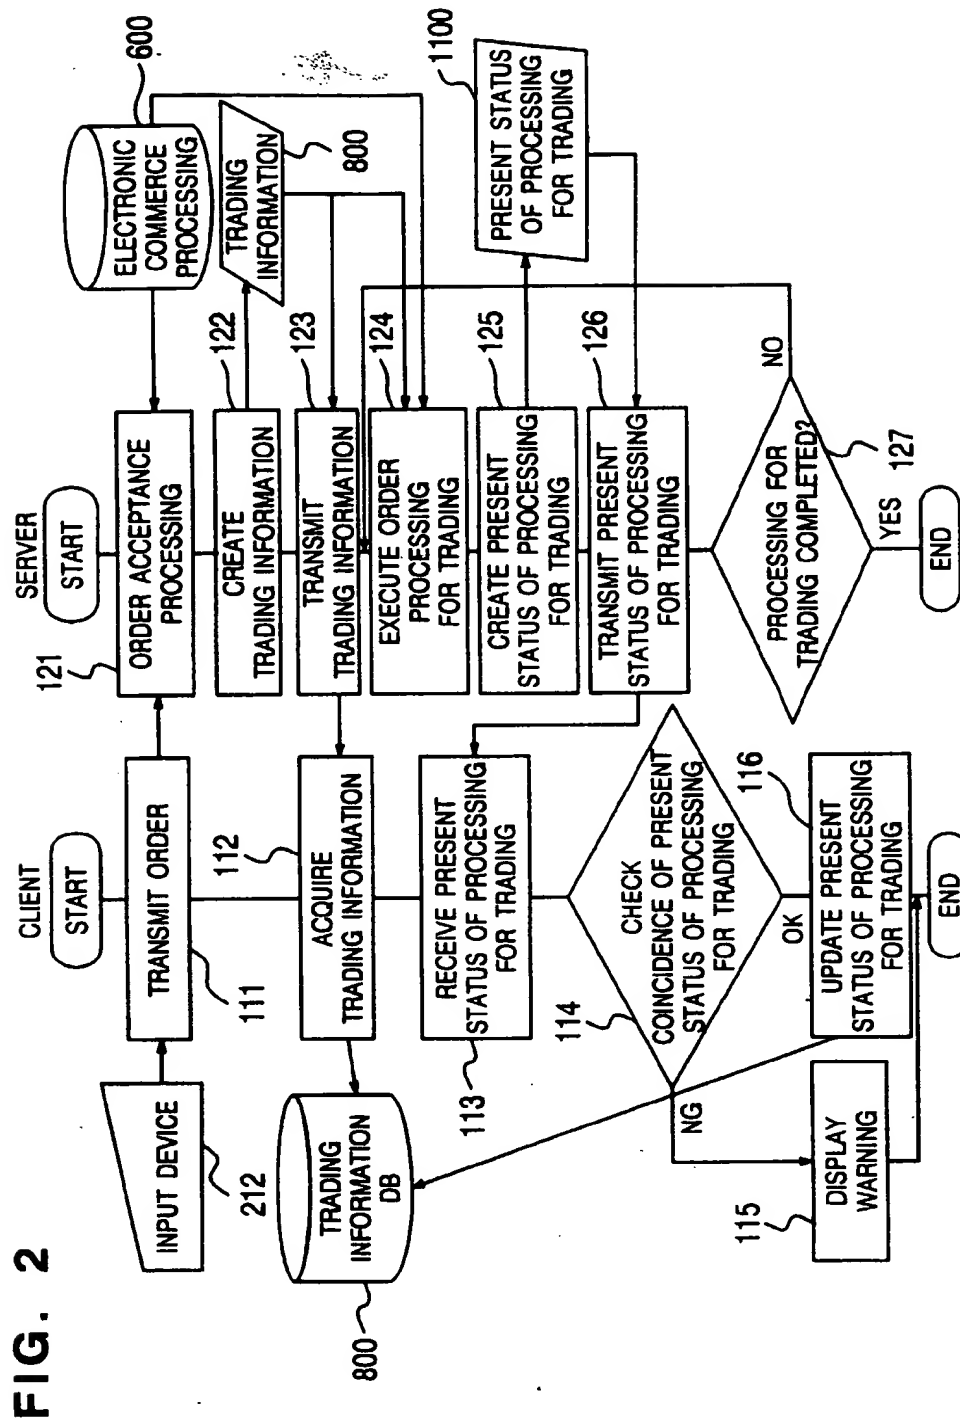 FIG. 2
CLIENT
START
INPUT DEVICE
212
TRANSMIT ORDER
111
ACQUIRE
TRADING INFORMATION
112
TRADING
INFORMATION
DB
800
RECEIVE PRESENT
STATUS OF PROCESSING
FOR TRADING
113
CHECK
COINCIDENCE OF PRESENT
STATUS OF PROCESSING
FOR TRADING
114
NG
OK
DISPLAY
WARNING
115
UPDATE PRESENT
STATUS OF PROCESSING
FOR TRADING
116
END
SERVER
START
ORDER ACCEPTANCE
PROCESSING
121
ELECTRONIC
COMMERCE
PROCESSING
600
CREATE
TRADING INFORMATION
122
TRADING
INFORMATION
800
TRANSMIT
TRADING INFORMATION
123
EXECUTE ORDER
PROCESSING
FOR TRADING
124
CREATE PRESENT
STATUS OF PROCESSING
FOR TRADING
125
PRESENT STATUS
OF PROCESSING
FOR TRADING
1100
TRANSMIT PRESENT
STATUS OF PROCESSING
FOR TRADING
126
PROCESSING FOR
TRADING COMPLETED?
127
NO
YES
END